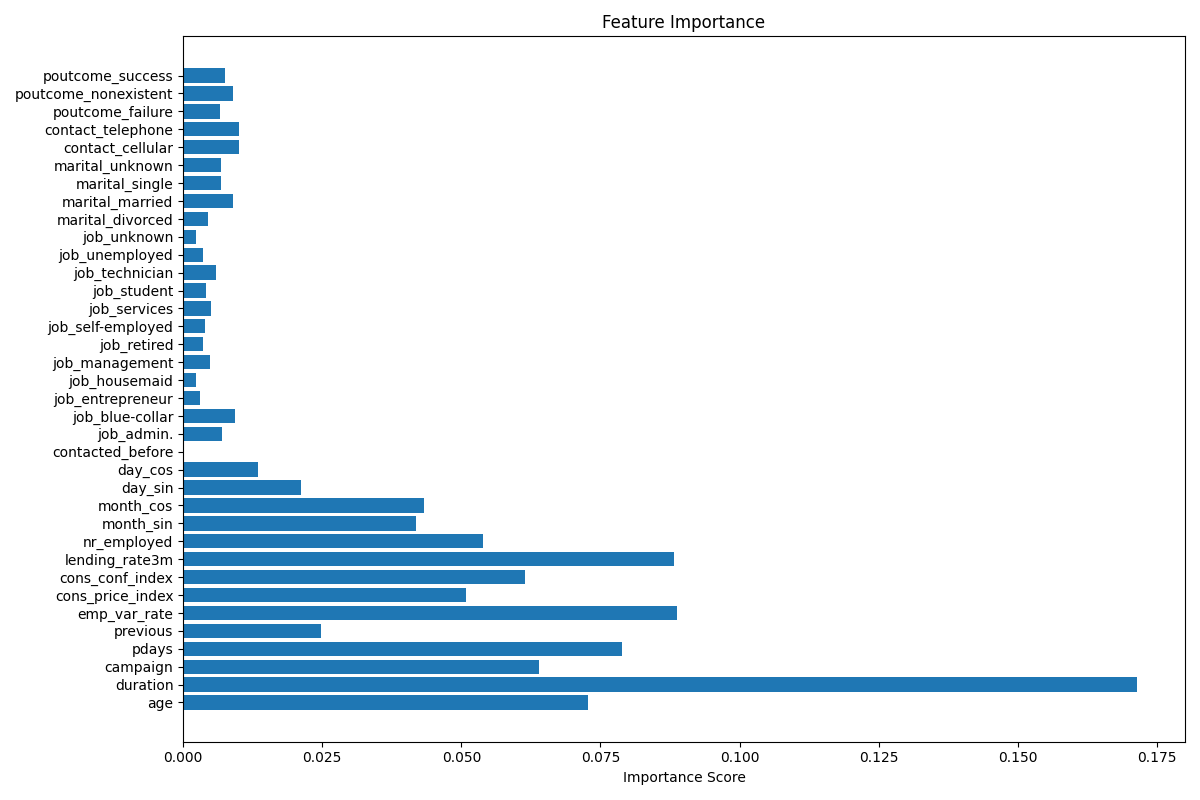 Feature Importance
poutcome_success
poutcome_nonexistent
poutcome_failure
contact_telephone
contact_cellular
marital_unknown
marital_single
marital_married
marital_divorced
job_unknown
job_unemployed
job_technician
job_student
job_services
job_self-employed
job_retired
job_management
job_housemaid
job_entrepreneur
job_blue-collar
job_admin.
contacted_before
day_cos
day_sin
month_cos
month_sin
nr_employed
lending_rate3m
cons_conf_index
cons_price_index
emp_var_rate
previous
pdays
campaign
duration
age
0.000 0.025 0.050 0.075 0.100 0.125 0.150 0.175
Importance Score